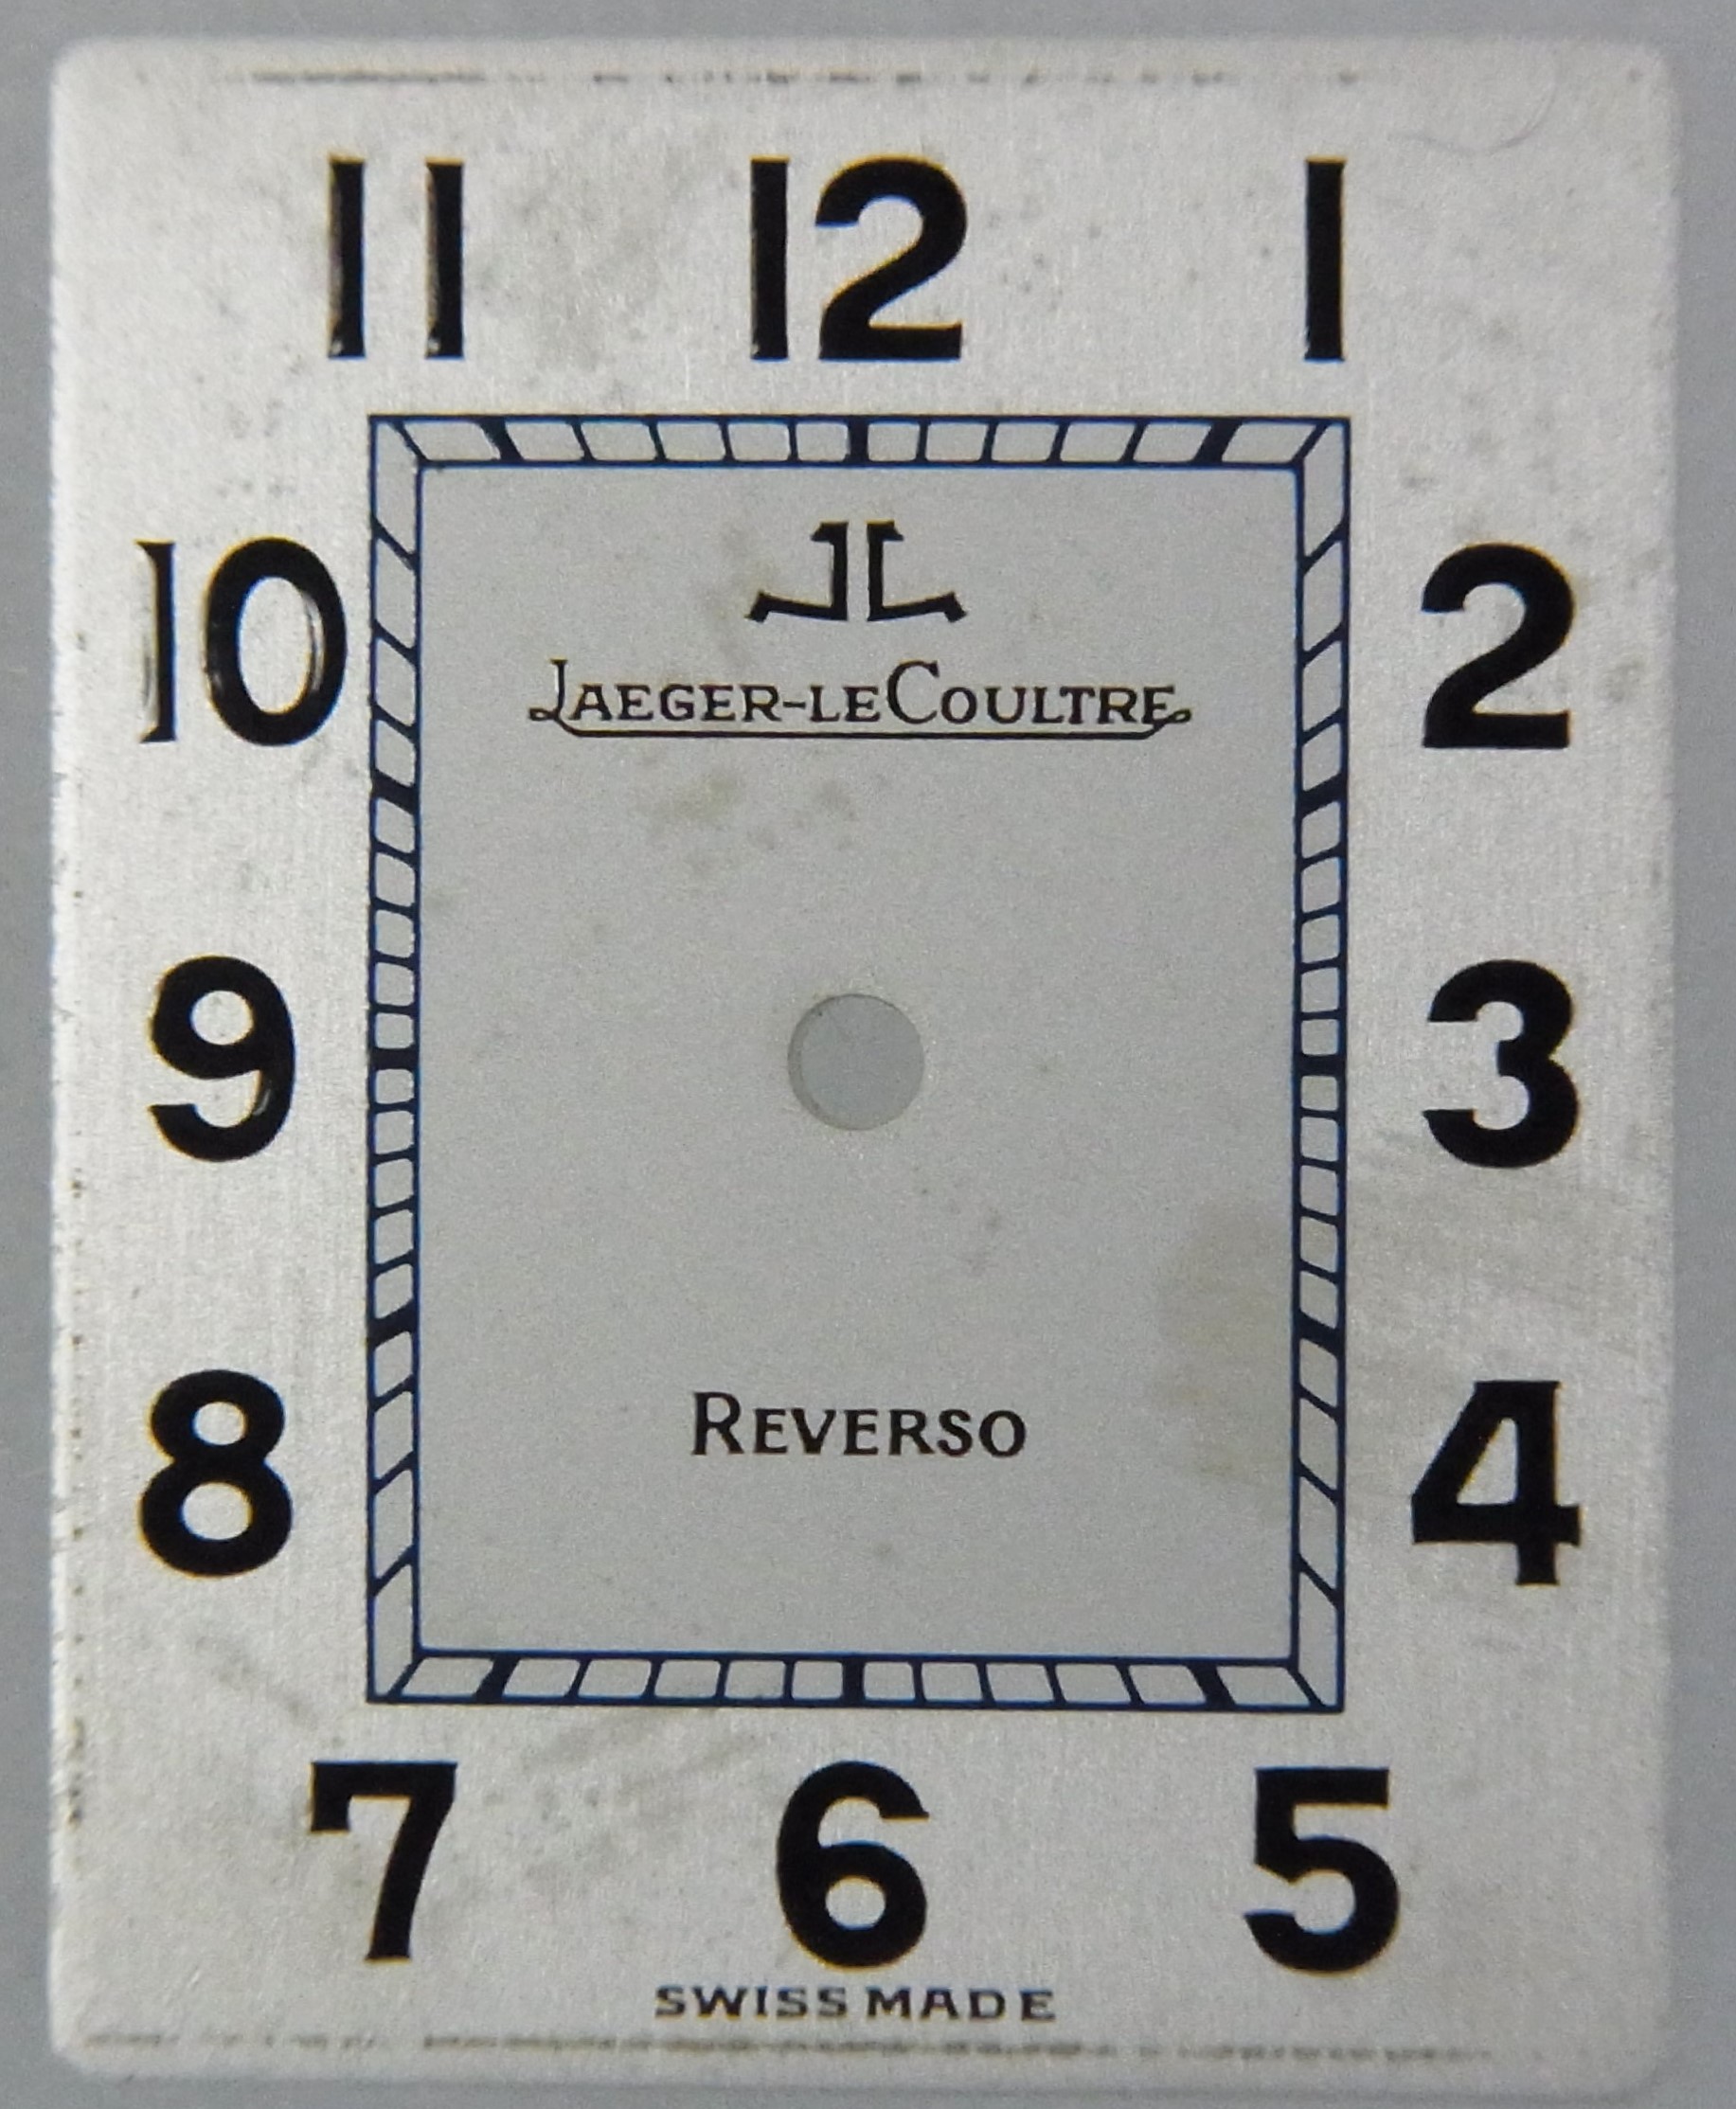 11 12 1
JL
10 2
JAEGER-LECOULTRE
9 3
8 4
REVERSO
7 6 5
SWISS MADE